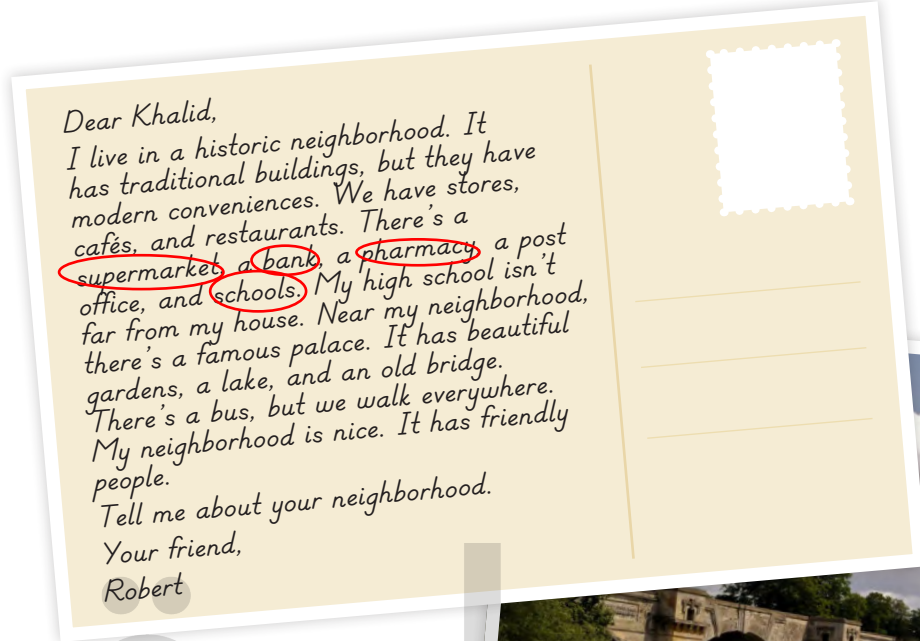 Dear Khalid,
I live in a historic neighborhood. It
has traditional buildings, but they have
modern conveniences. We have stores,
cafés, and restaurants. There's a
supermarket, a bank, a pharmacy, a post
office, and schools. My high school isn't
far from my house. Near my neighborhood,
there's a famous palace. It has beautiful
gardens, a lake, and an old bridge.
There's a bus, but we walk everywhere.
My neighborhood is nice. It has friendly
people.
Tell me about your neighborhood.
Your friend,
Robert